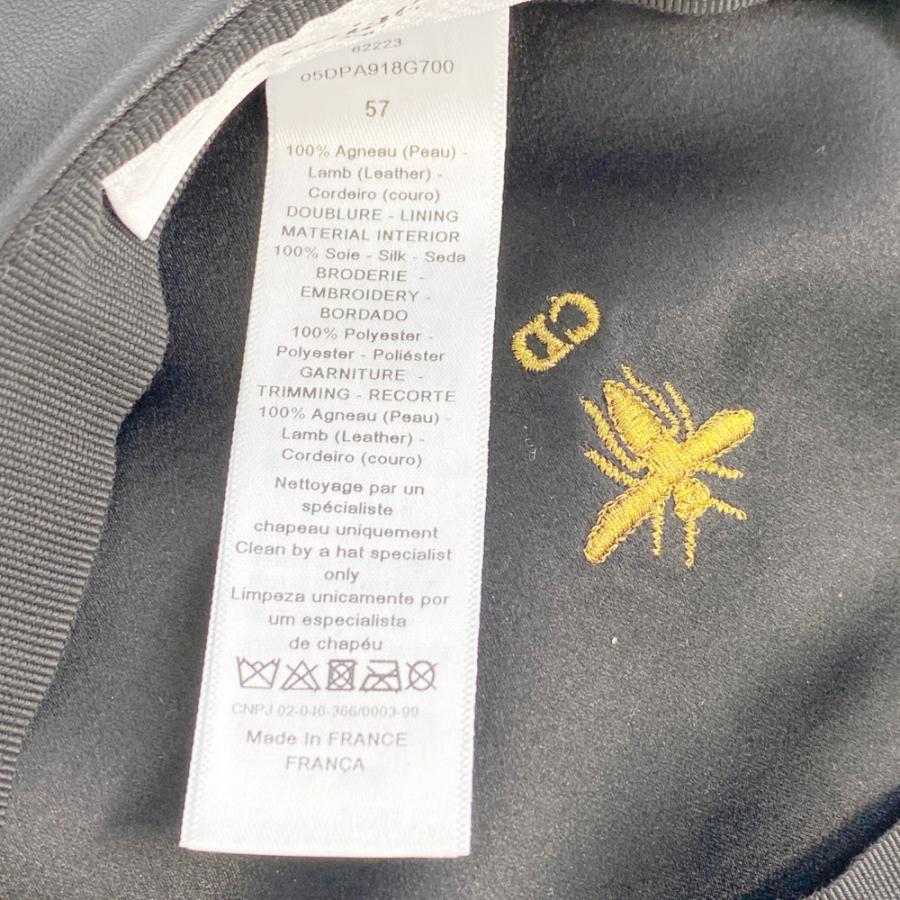 62223
o5DPA918G700
57
100% Agneau (Peau) -
Lamb (Leather) -
Cordeiro (couro)
DOUBLURE - LINING
MATERIAL INTERIOR
100% Soie - Silk - Seda
BRODERIE -
EMBROIDERY -
BORDADO
100% Polyester -
Polyester - Poliéster
GARNITURE -
TRIMMING - RECORTE
100% Agneau (Peau) -
Lamb (Leather) -
Cordeiro (couro)
Nettoyage par un
spécialiste
chapeau uniquement
Clean by a hat specialist
only
Limpeza unicamente por
um especialista
de chapéu
CNPJ 02-046-366/0003-99
Made In FRANCE
FRANÇA
CD